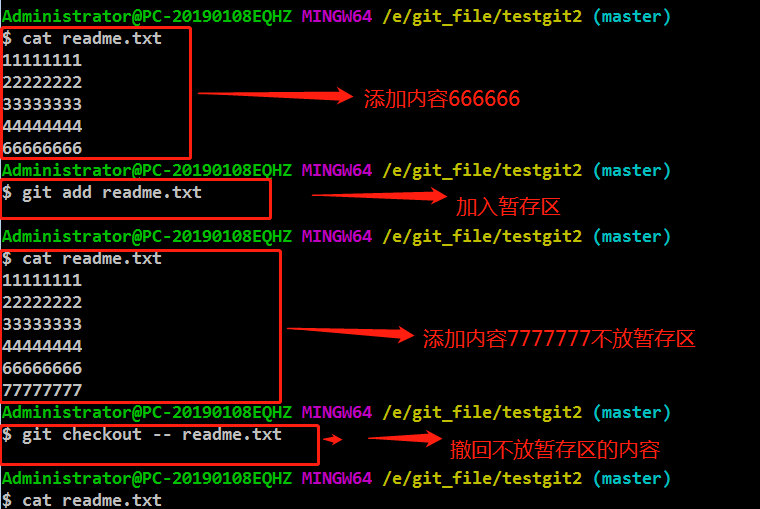 Administrator@PC-20190108EQHZ MINGW64 /e/git_file/testgit2 (master)
$ cat readme.txt
11111111
22222222
33333333
添加内容666666
44444444
66666666
Administrator@PC-20190108EQHZ MINGW64 /e/git_file/testgit2 (master)
$ git add readme.txt
加入暂存区
Administrator@PC-20190108EQHZ MINGW64 /e/git_file/testgit2 (master)
$ cat readme.txt
11111111
22222222
33333333
44444444
添加内容7777777不放暂存区
66666666
77777777
Administrator@PC-20190108EQHZ MINGW64 /e/git_file/testgit2 (master)
$ git checkout -- readme.txt
撤回不放暂存区的内容
Administrator@PC-20190108EQHZ MINGW64 /e/git_file/testgit2 (master)
$ cat readme.txt